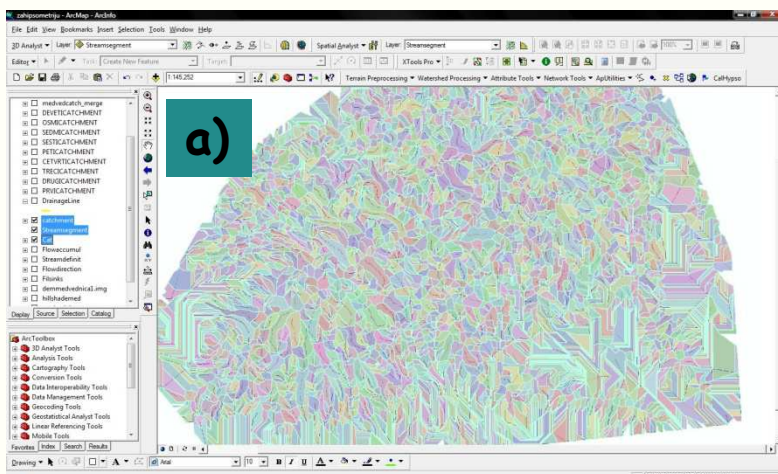 zahipsometriju - ArcMap - ArcInfo
File Edit View Bookmarks Insert Selection Tools Window Help
3D Analyst Layer: Streamsegment Spatial Analyst Layer: Streamsegment
Editor Task: Create New Feature Target: XTools Pro
1:145,252 Terrain Preprocessing Watershed Processing Attribute Tools Network Tools ApUtilities CalHypso
medvedcatch_merge
DEVETICATCHMENT
OSMICATCHMENT
SEDMICATCHMENT
SESTICATCHMENT
PETICATCHMENT
CETVRTICATCHMENT
TRECICATCHMENT
DRUGICATCHMENT
PRVICATCHMENT
DrainageLine
catchment
Streamsegment
Cat
Flowaccumul
Streamdefinit
Flowdirection
Filsinks
demmedvednica1.img
hillshademed
Display Source Selection Catalog
a)
ArcToolbox
3D Analyst Tools
Analysis Tools
Cartography Tools
Conversion Tools
Data Interoperability Tools
Data Management Tools
Geocoding Tools
Geostatistical Analyst Tools
Linear Referencing Tools
Mobile Tools
Favorites Index Search Results
Drawing A Arial 10 B I U A